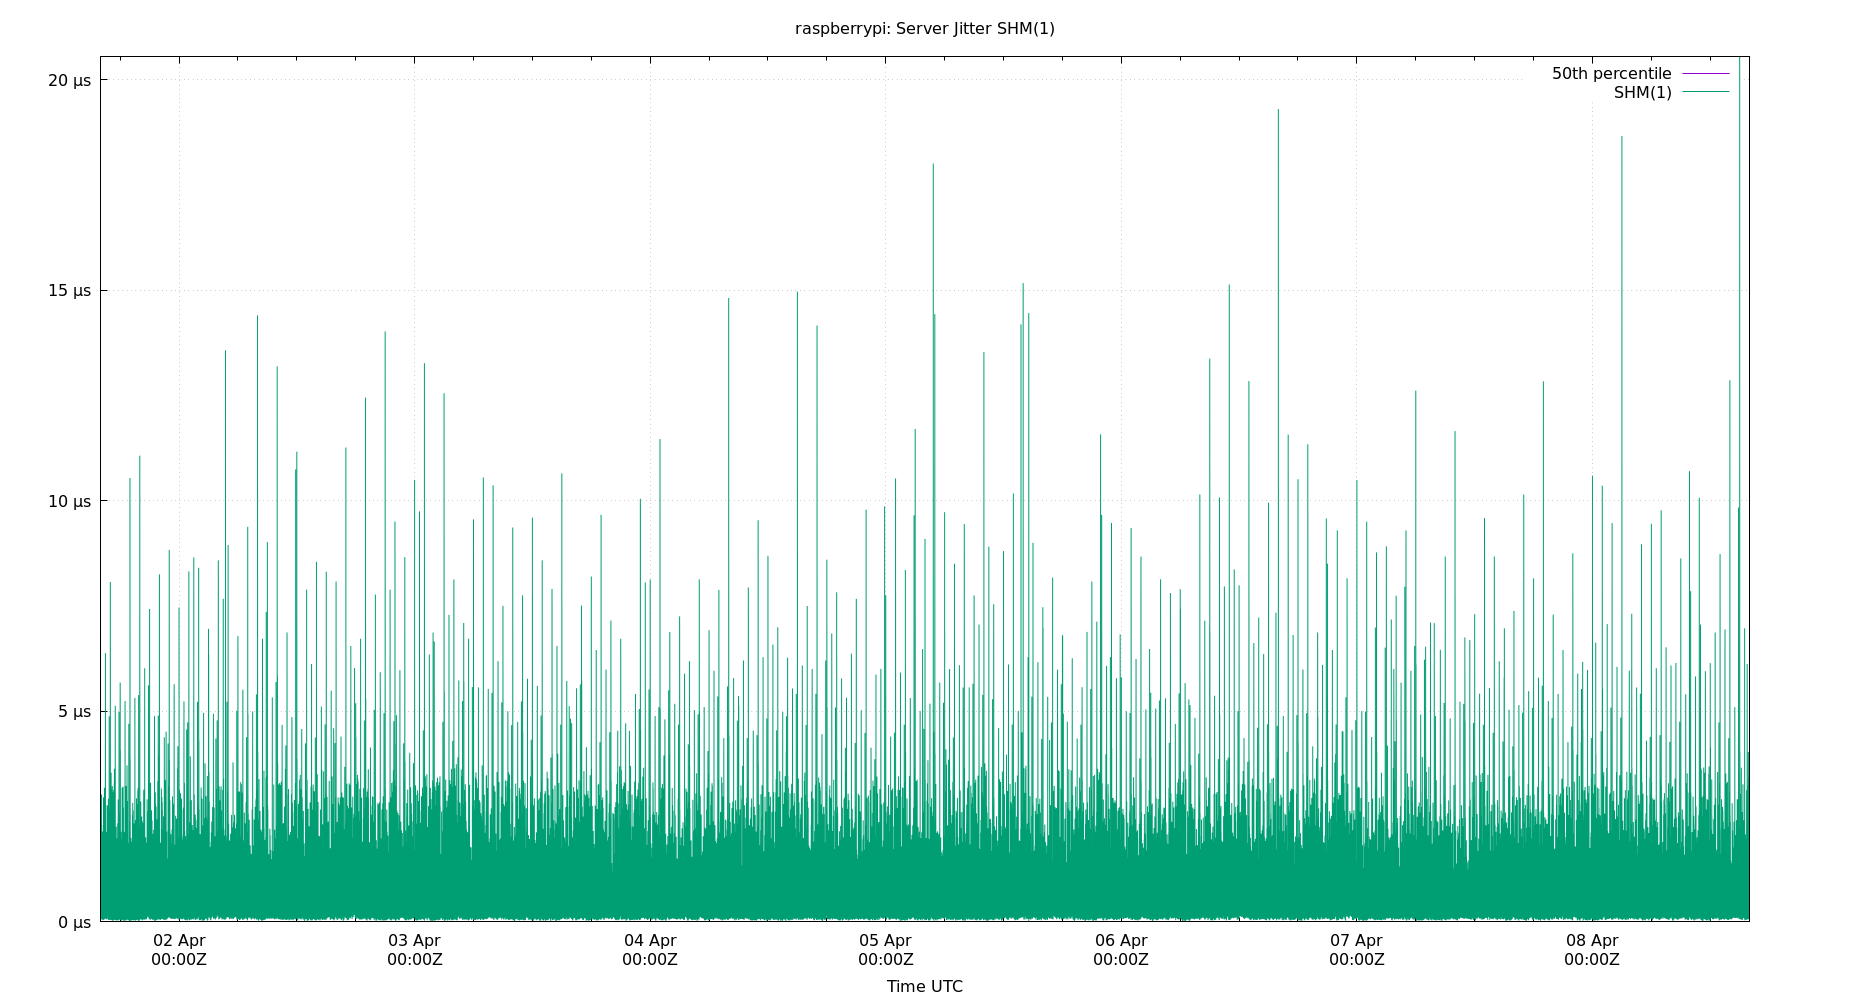 raspberrypi: Server Jitter SHM(1)
50th percentile
SHM(1)
20 µs
15 µs
10 µs
5 µs
0 µs
02 Apr 03 Apr 04 Apr 05 Apr 06 Apr 07 Apr 08 Apr
00:00Z 00:00Z 00:00Z 00:00Z 00:00Z 00:00Z 00:00Z
Time UTC